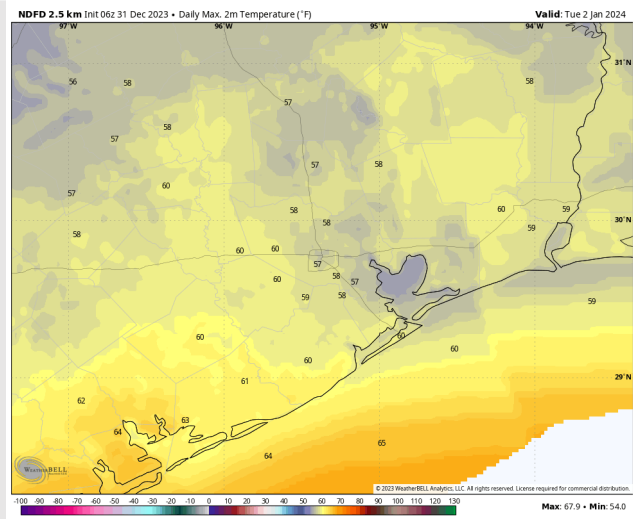 NDFD 2.5 km Init 06z 31 Dec 2023 • Daily Max. 2m Temperature (°F)
Valid: Tue 2 Jan 2024
97°W 96°W 95°W 94°W
31°N
56 58 58
57
58
57
57 58
60
57
60 59
58
58
58 59
60 60
57
58
60 57
59 58
59
60 60
60
60
61
29°N
62
63
64
65
64
30°N
WEATHERBELL
© 2023 WeatherBELL Analytics, LLC. All rights reserved. License required for commercial distribution.
-100 -90 -80 -70 -60 -50 -40 -30 -20 -10 0 10 20 30 40 50 60 70 80 90 100 110 120 130
Max: 67.9 • Min: 54.0